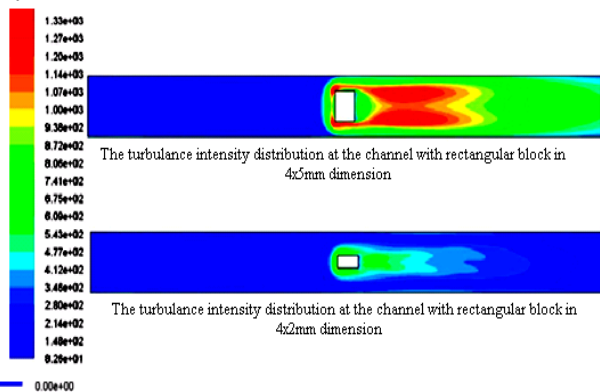 1.33e+03
1.27e+03
1.20e+03
1.14e+03
1.07e+03
1.00e+03
9.38e+02
8.72e+02
8.06e+02
7.41e+02
6.75e+02
6.09e+02
5.43e+02
4.77e+02
4.12e+02
3.46e+02
2.80e+02
2.14e+02
1.48e+02
8.26e+01
0.00e+00
The turbulance intensity distribution at the channel with rectangular block in
4x5mm dimension
The turbulance intensity distribution at the channel with rectangular block in
4x2mm dimension